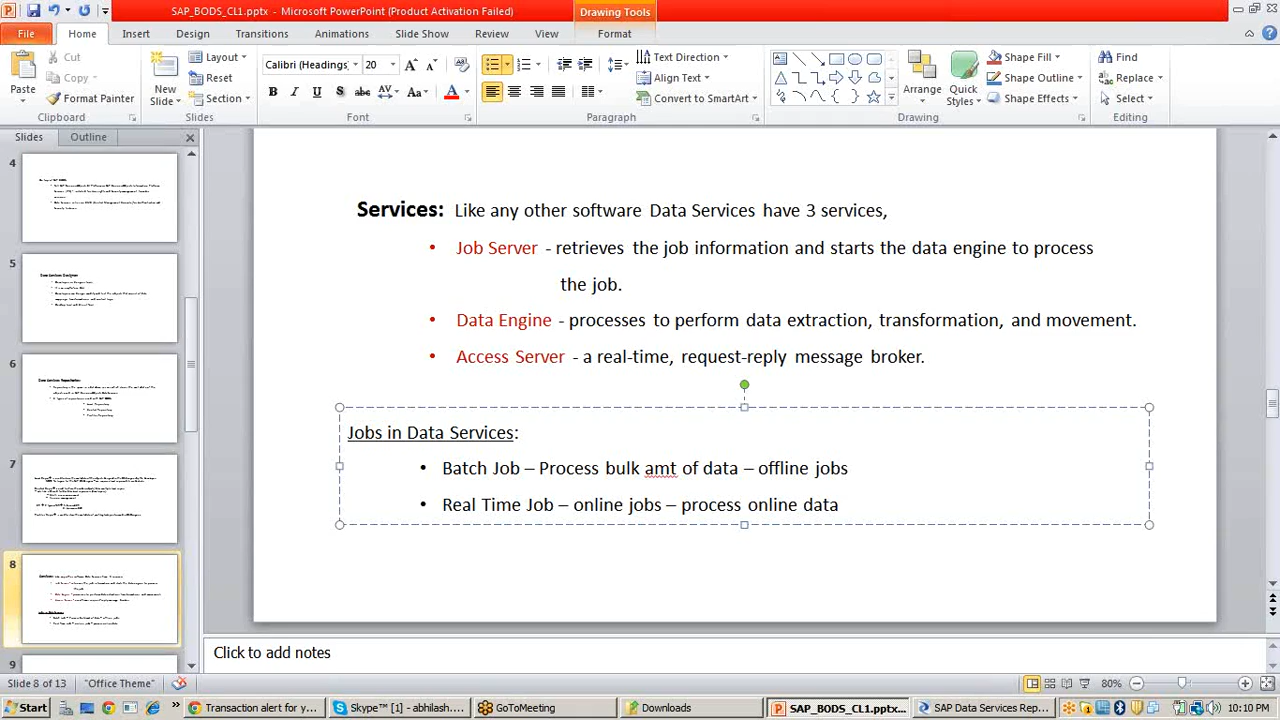 SAP_BODS_CL1.pptx - Microsoft PowerPoint (Product Activation Failed)
Drawing Tools
File Home Insert Design Transitions Animations Slide Show Review View Format
Paste
Cut
Copy
Format Painter
Clipboard
New Slide
Layout
Reset
Section
Slides
Calibri (Headings) 20
Font
Text Direction
Align Text
Convert to SmartArt
Paragraph
Arrange
Quick Styles
Shape Fill
Shape Outline
Shape Effects
Drawing
Find
Replace
Select
Editing
Slides Outline
4
5
6
7
8
9
Services: Like any other software Data Services have 3 services,
• Job Server - retrieves the job information and starts the data engine to process
the job.
• Data Engine - processes to perform data extraction, transformation, and movement.
• Access Server - a real-time, request-reply message broker.
Jobs in Data Services:
• Batch Job – Process bulk amt of data – offline jobs
• Real Time Job – online jobs – process online data
Click to add notes
Slide 8 of 13 "Office Theme" 80%
Start Transaction alert for y... Skype™ [1] - abhilash.... GoToMeeting Downloads SAP_BODS_CL1.pptx... SAP Data Services Rep... 10:10 PM